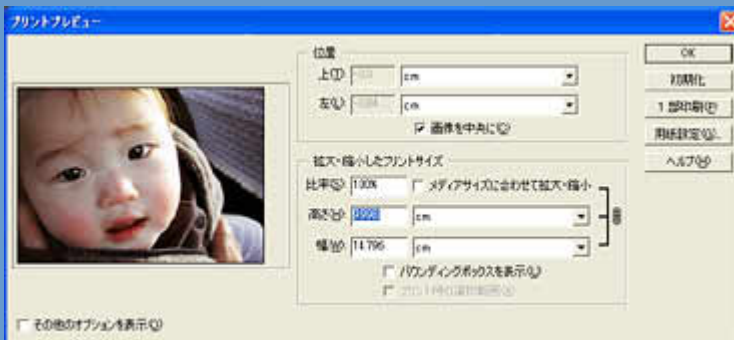 プリントプレビュー
位置
上(T)
cm
左(L)
cm
画像を中央に(C)
拡大・縮小したプリントサイズ
比率(S): 100% メディアサイズに合わせて拡大・縮小
高さ(H):
cm
幅(W): 14.796 cm
バウンディングボックスを表示(U)
その他のオプションを表示(O)
OK
初期化
1 部印刷(P)
用紙設定(G)...
ヘルプ(H)